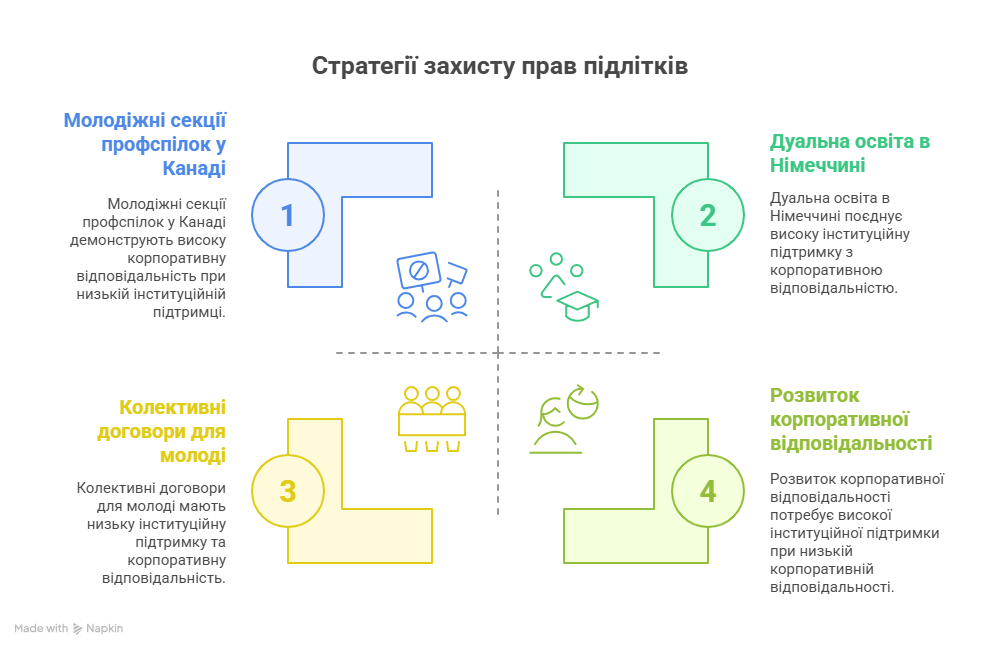 Стратегії захисту прав підлітків
Молодіжні секції
профспілок у
Канаді
Молодіжні секції
профспілок у Канаді
демонструють високу
корпоративну
відповідальність при
низькій інституційній
підтримці.
1
2
Дуальна освіта в
Німеччині
Дуальна освіта в
Німеччині поєднує
високу інституційну
підтримку з
корпоративною
відповідальністю.
Колективні
договори для
молоді
Колективні договори
для молоді мають
низьку інституційну
підтримку та
корпоративну
відповідальність.
3
4
Розвиток
корпоративної
відповідальності
Розвиток корпоративної
відповідальності
потребує високої
інституційної підтримки
при низькій
корпоративній
відповідальності.
Made with Napkin